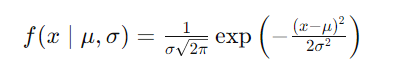 f(x | μ, σ) = 1/(σ√2π) exp(−(x−μ)²/2σ²)